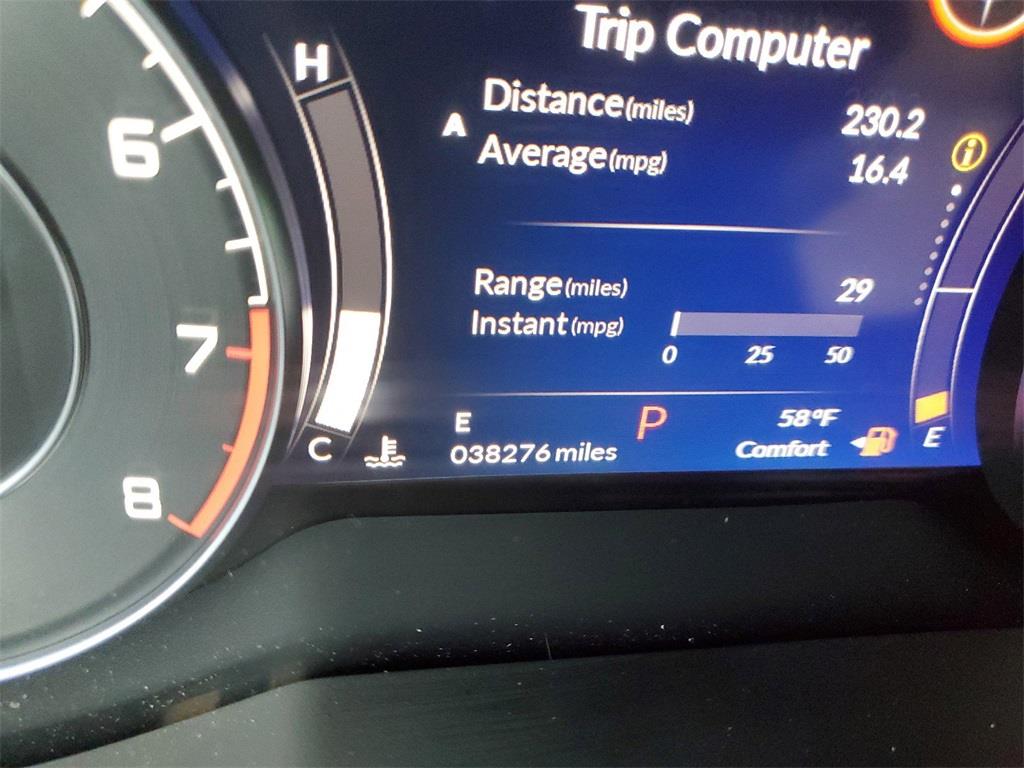 Trip Computer
H
Distance (miles) 230.2
A
6
Average (mpg) 16.4
i
Range (miles) 29
Instant (mpg)
7
0 25 50
E P 58°F
C 038276 miles Comfort E
8